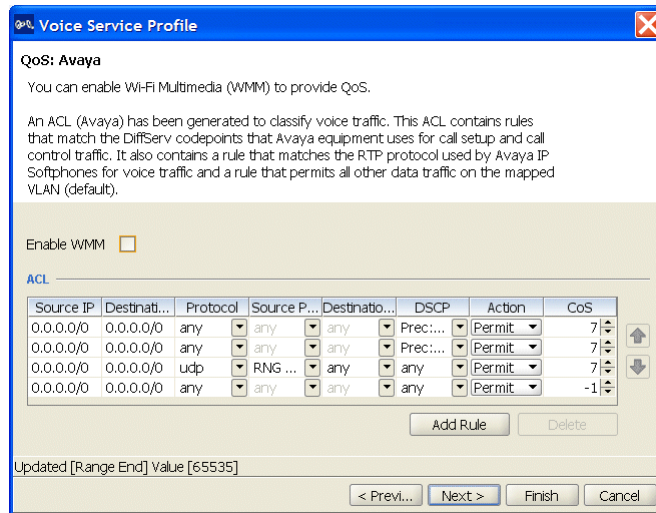 Voice Service Profile
QoS: Avaya
You can enable Wi-Fi Multimedia (WMM) to provide QoS.
An ACL (Avaya) has been generated to classify voice traffic. This ACL contains rules
that match the DiffServ codepoints that Avaya equipment uses for call setup and call
control traffic. It also contains a rule that matches the RTP protocol used by Avaya IP
Softphones for voice traffic and a rule that permits all other data traffic on the mapped
VLAN (default).
Enable WMM
ACL
Source IP Destinati... Protocol Source P... Destinatio... DSCP Action CoS
0.0.0.0/0 0.0.0.0/0 any any any Prec:... Permit 7
0.0.0.0/0 0.0.0.0/0 any any any Prec:... Permit 7
0.0.0.0/0 0.0.0.0/0 udp RNG ... any any Permit 7
0.0.0.0/0 0.0.0.0/0 any any any any Permit -1
Add Rule Delete
Updated [Range End] Value [65535]
< Previ... Next > Finish Cancel